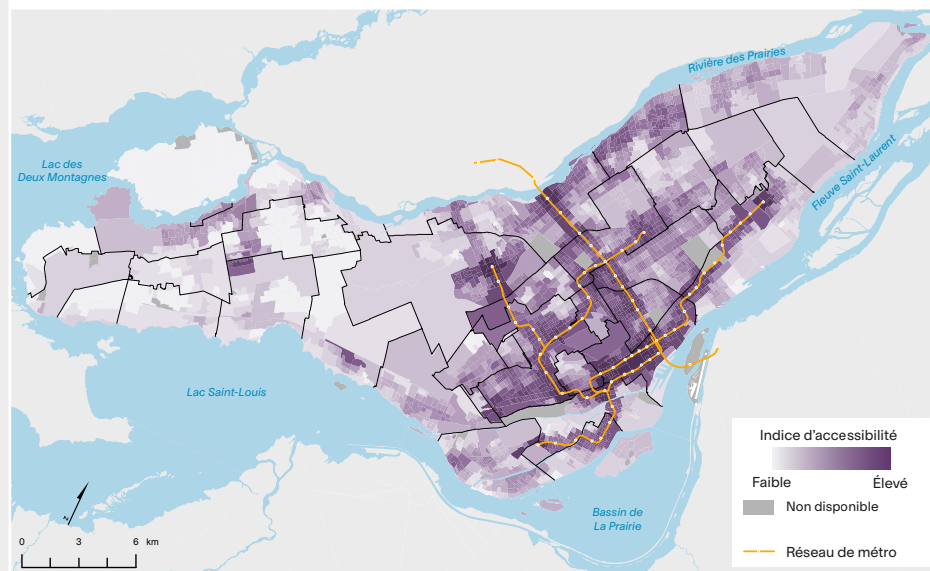 Rivière des Prairies
Lac des
Deux Montagnes
Fleuve Saint-Laurent
Lac Saint-Louis
Bassin de
La Prairie
Indice d'accessibilité
Faible
Élevé
Non disponible
Réseau de métro
N
0 3 6 km